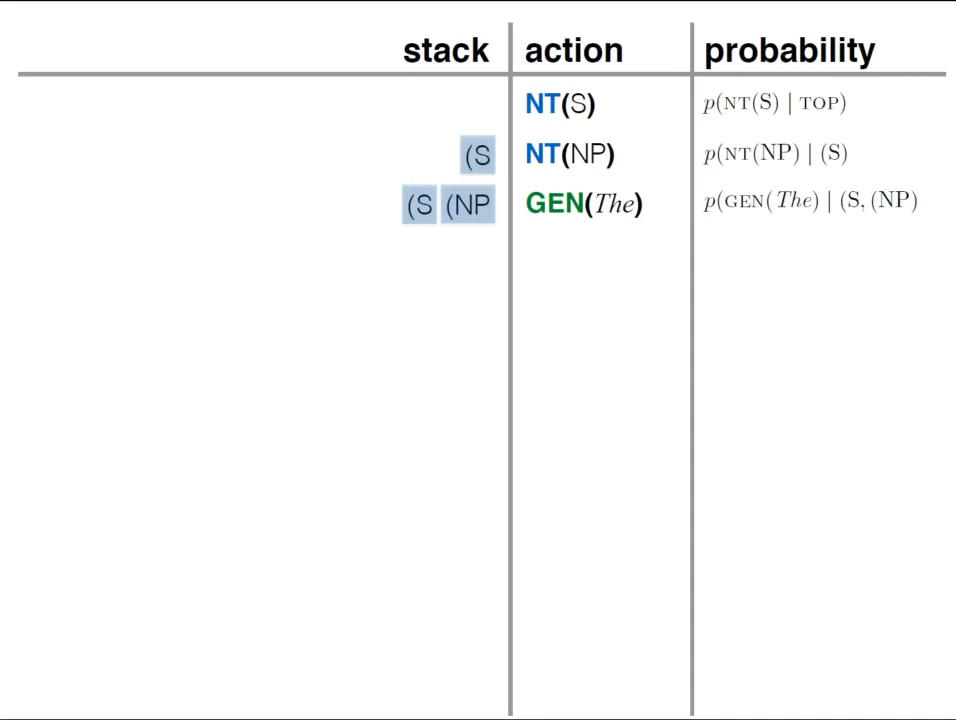 stack action probability
NT(S) p(NT(S) | TOP)
(S NT(NP) p(NT(NP) | (S)
(S (NP GEN(The) p(GEN(The) | (S, (NP)